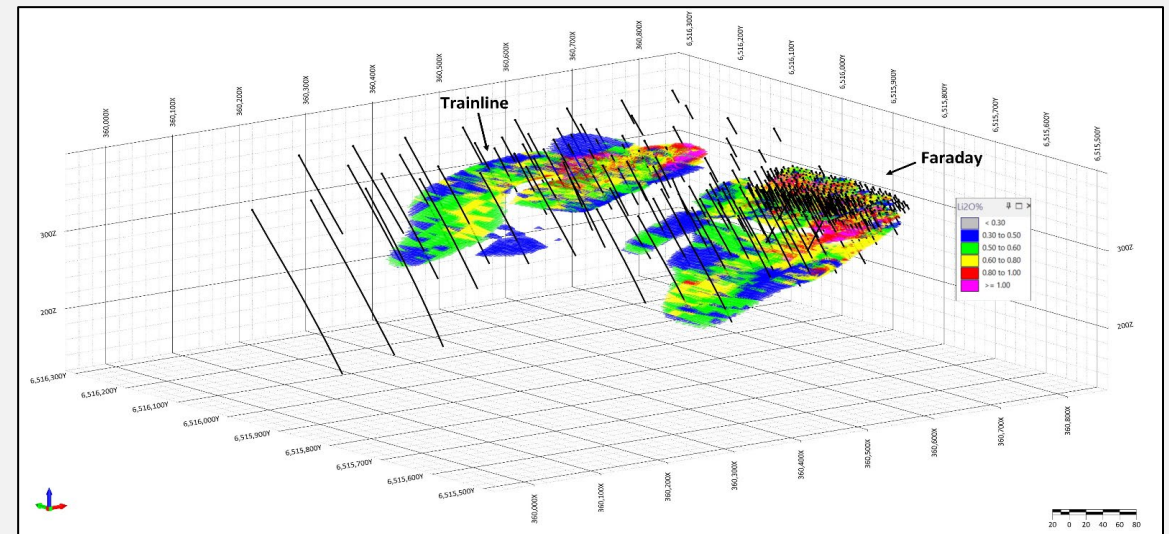 360,000X
360,100X
360,200X
360,300X
360,400X
360,500X
360,600X
360,700X
360,800X
6,516,300Y
6,516,200Y
6,516,100Y
6,516,000Y
6,515,900Y
6,515,800Y
6,515,700Y
6,515,600Y
6,515,500Y
Trainline
Faraday
Li2O%
< 0.30
0.30 to 0.50
0.50 to 0.60
0.60 to 0.80
0.80 to 1.00
>= 1.00
300Z
200Z
300Z
200Z
6,516,300Y
6,516,200Y
6,516,100Y
6,516,000Y
6,515,900Y
6,515,800Y
6,515,700Y
6,515,600Y
6,515,500Y
360,000X
360,100X
360,200X
360,300X
360,400X
360,500X
360,600X
360,700X
360,800X
20 0 20 40 60 80